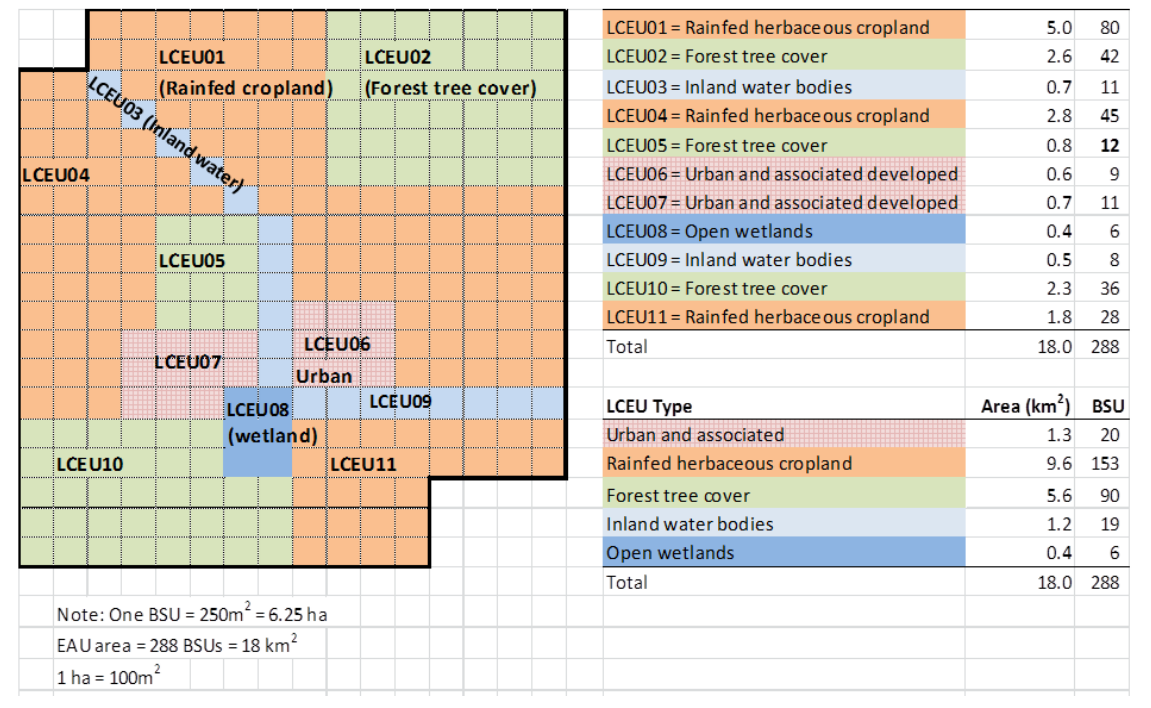 LCEU01
(Rainfed cropland)
LCEU02
(Forest tree cover)
LCEU03 (Inland water)
LCEU04
LCEU05
LCEU06
Urban
LCEU07
LCEU08
(wetland)
LCEU09
LCEU10
LCEU11
Note: One BSU = 250m² = 6.25 ha
EAU area = 288 BSUs = 18 km²
1 ha = 100m²
LCEU01 = Rainfed herbaceous cropland 5.0 80
LCEU02 = Forest tree cover 2.6 42
LCEU03 = Inland water bodies 0.7 11
LCEU04 = Rainfed herbaceous cropland 2.8 45
LCEU05 = Forest tree cover 0.8 12
LCEU06 = Urban and associated developed 0.6 9
LCEU07 = Urban and associated developed 0.7 11
LCEU08 = Open wetlands 0.4 6
LCEU09 = Inland water bodies 0.5 8
LCEU10 = Forest tree cover 2.3 36
LCEU11 = Rainfed herbaceous cropland 1.8 28
Total 18.0 288
LCEU Type Area (km²) BSU
Urban and associated 1.3 20
Rainfed herbaceous cropland 9.6 153
Forest tree cover 5.6 90
Inland water bodies 1.2 19
Open wetlands 0.4 6
Total 18.0 288